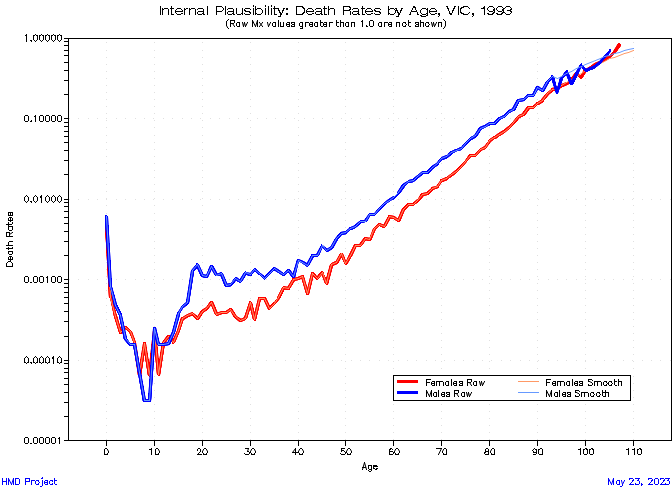 Internal Plausibility: Death Rates by Age, VIC, 1993
(Raw Mx values greater than 1.0 are not shown)
1.00000
0.10000
0.01000
0.00100
0.00010
0.00001
Death Rates
0 10 20 30 40 50 60 70 80 90 100 110
Age
Females Raw Females Smooth
Males Raw Males Smooth
HMD Project May 23, 2023